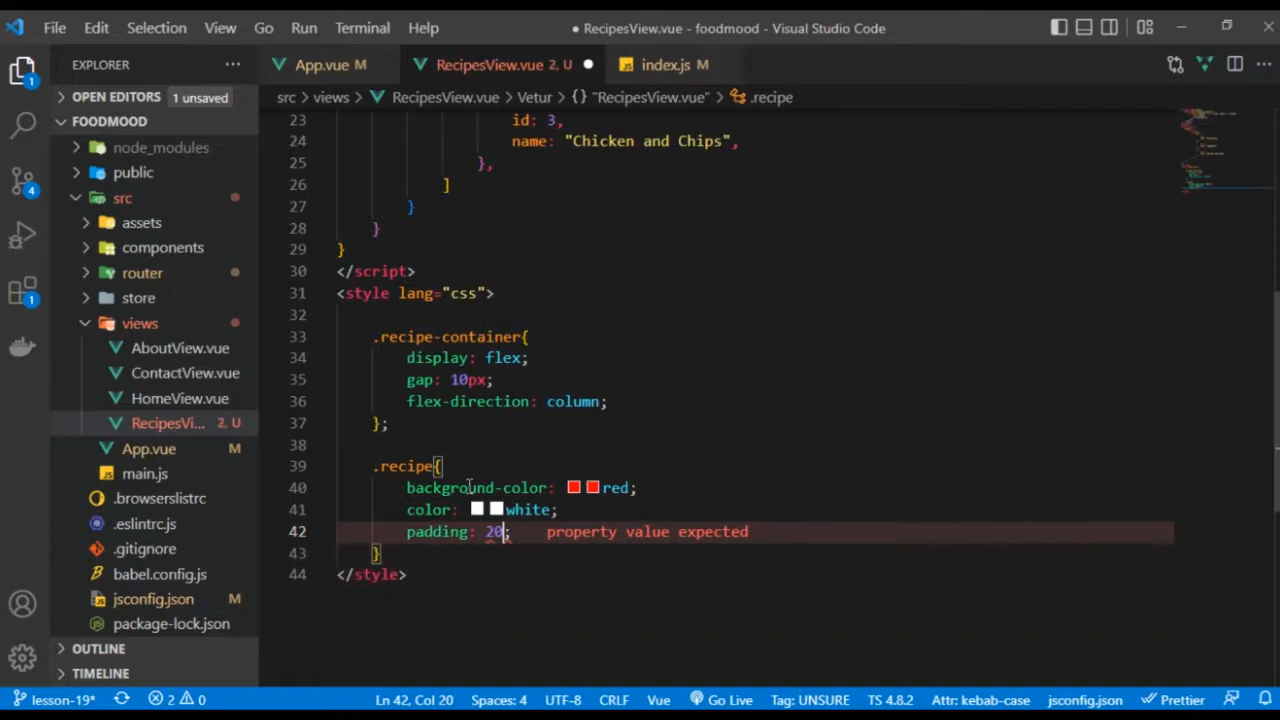 File Edit Selection View Go Run Terminal Help ● RecipesView.vue - foodmood - Visual Studio Code
EXPLORER ··· App.vue M RecipesView.vue 2, U ● index.js M ···
1 OPEN EDITORS 1 unsaved src > views > RecipesView.vue > Vetur > {} "RecipesView.vue" > .recipe
FOODMOOD
node_modules
public
src
assets
components
router
4 store
views
AboutView.vue
1 ContactView.vue
HomeView.vue
RecipesVi... 2, U
App.vue M
main.js
.browserslistrc
.eslintrc.js
.gitignore
babel.config.js
jsconfig.json M
package-lock.json
OUTLINE
TIMELINE
23 id: 3,
24 name: "Chicken and Chips",
25 },
26 ]
27 }
28 }
29 }
30 </script>
31 <style lang="css">
32
33 .recipe-container{
34 display: flex;
35 gap: 10px;
36 flex-direction: column;
37 };
38
39 .recipe{
40 background-color: red;
41 color: white;
42 padding: 20; property value expected
43 }
44 </style>
lesson-19* 2 0 Ln 42, Col 20 Spaces: 4 UTF-8 CRLF Vue Go Live Tag: UNSURE TS 4.8.2 Attr: kebab-case jsconfig.json Prettier